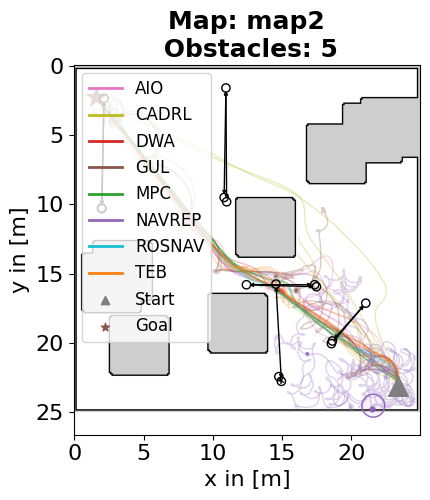 Map: map2
Obstacles: 5
AIO
CADRL
DWA
GUL
MPC
NAVREP
ROSNAV
TEB
Start
Goal
0
5
10
15
20
25
y in [m]
0 5 10 15 20
x in [m]